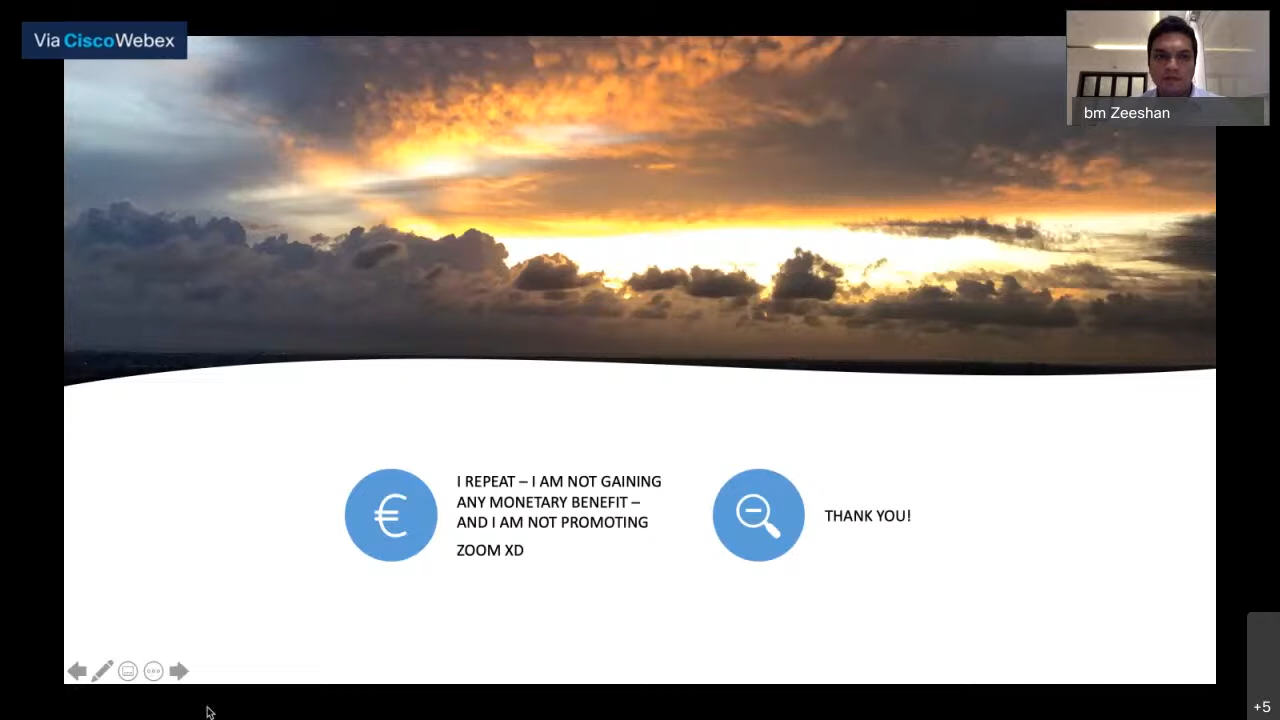 Via CiscoWebex
bm Zeeshan
I REPEAT – I AM NOT GAINING
ANY MONETARY BENEFIT –
AND I AM NOT PROMOTING
ZOOM XD
THANK YOU!
+5